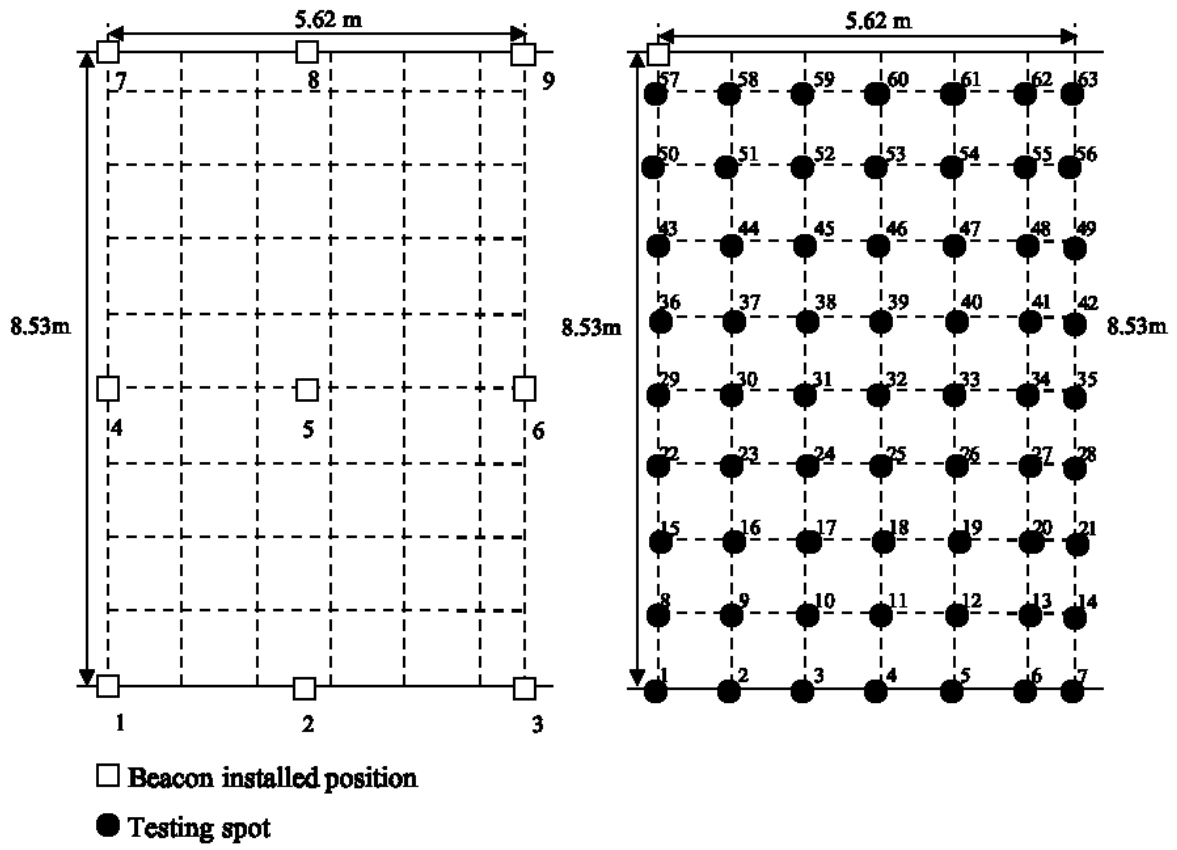 5.62 m
5.62 m
7 8 9
57 58 59 60 61 62 63
50 51 52 53 54 55 56
43 44 45 46 47 48 49
8.53m
36 37 38 39 40 41 42
8.53m
8.53m
29 30 31 32 33 34 35
4 5 6
22 23 24 25 26 27 28
15 16 17 18 19 20 21
8 9 10 11 12 13 14
1 2 3 4 5 6 7
1 2 3
Beacon installed position
Testing spot